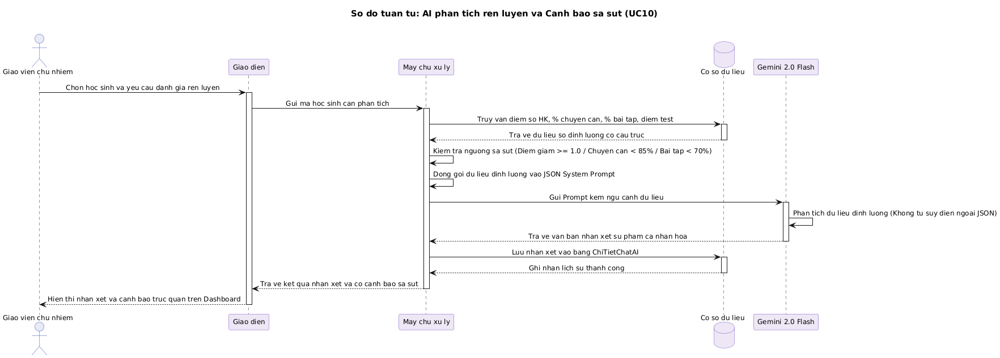 So do tuan tu: AI phan tich ren luyen va Canh bao sa sut (UC10)
Giao vien chu nhiem
Giao dien
May chu xu ly
Co so du lieu
Gemini 2.0 Flash
Chon hoc sinh va yeu cau danh gia ren luyen
Gui ma hoc sinh can phan tich
Truy van diem so HK, % chuyen can, % bai tap, diem test
Tra ve du lieu so dinh luong co cau truc
Kiem tra nguong sa sut (Diem giam >= 1.0 / Chuyen can < 85% / Bai tap < 70%)
Dong goi du lieu dinh luong vao JSON System Prompt
Gui Prompt kem ngu canh du lieu
Phan tich du lieu dinh luong (Khong tu suy dien ngoai JSON)
Tra ve van ban nhan xet su pham ca nhan hoa
Luu nhan xet vao bang ChiTietChatAI
Ghi nhan lich su thanh cong
Tra ve ket qua nhan xet va co canh bao sa sut
Hien thi nhan xet va canh bao truc quan tren Dashboard
Giao vien chu nhiem
Giao dien
May chu xu ly
Co so du lieu
Gemini 2.0 Flash